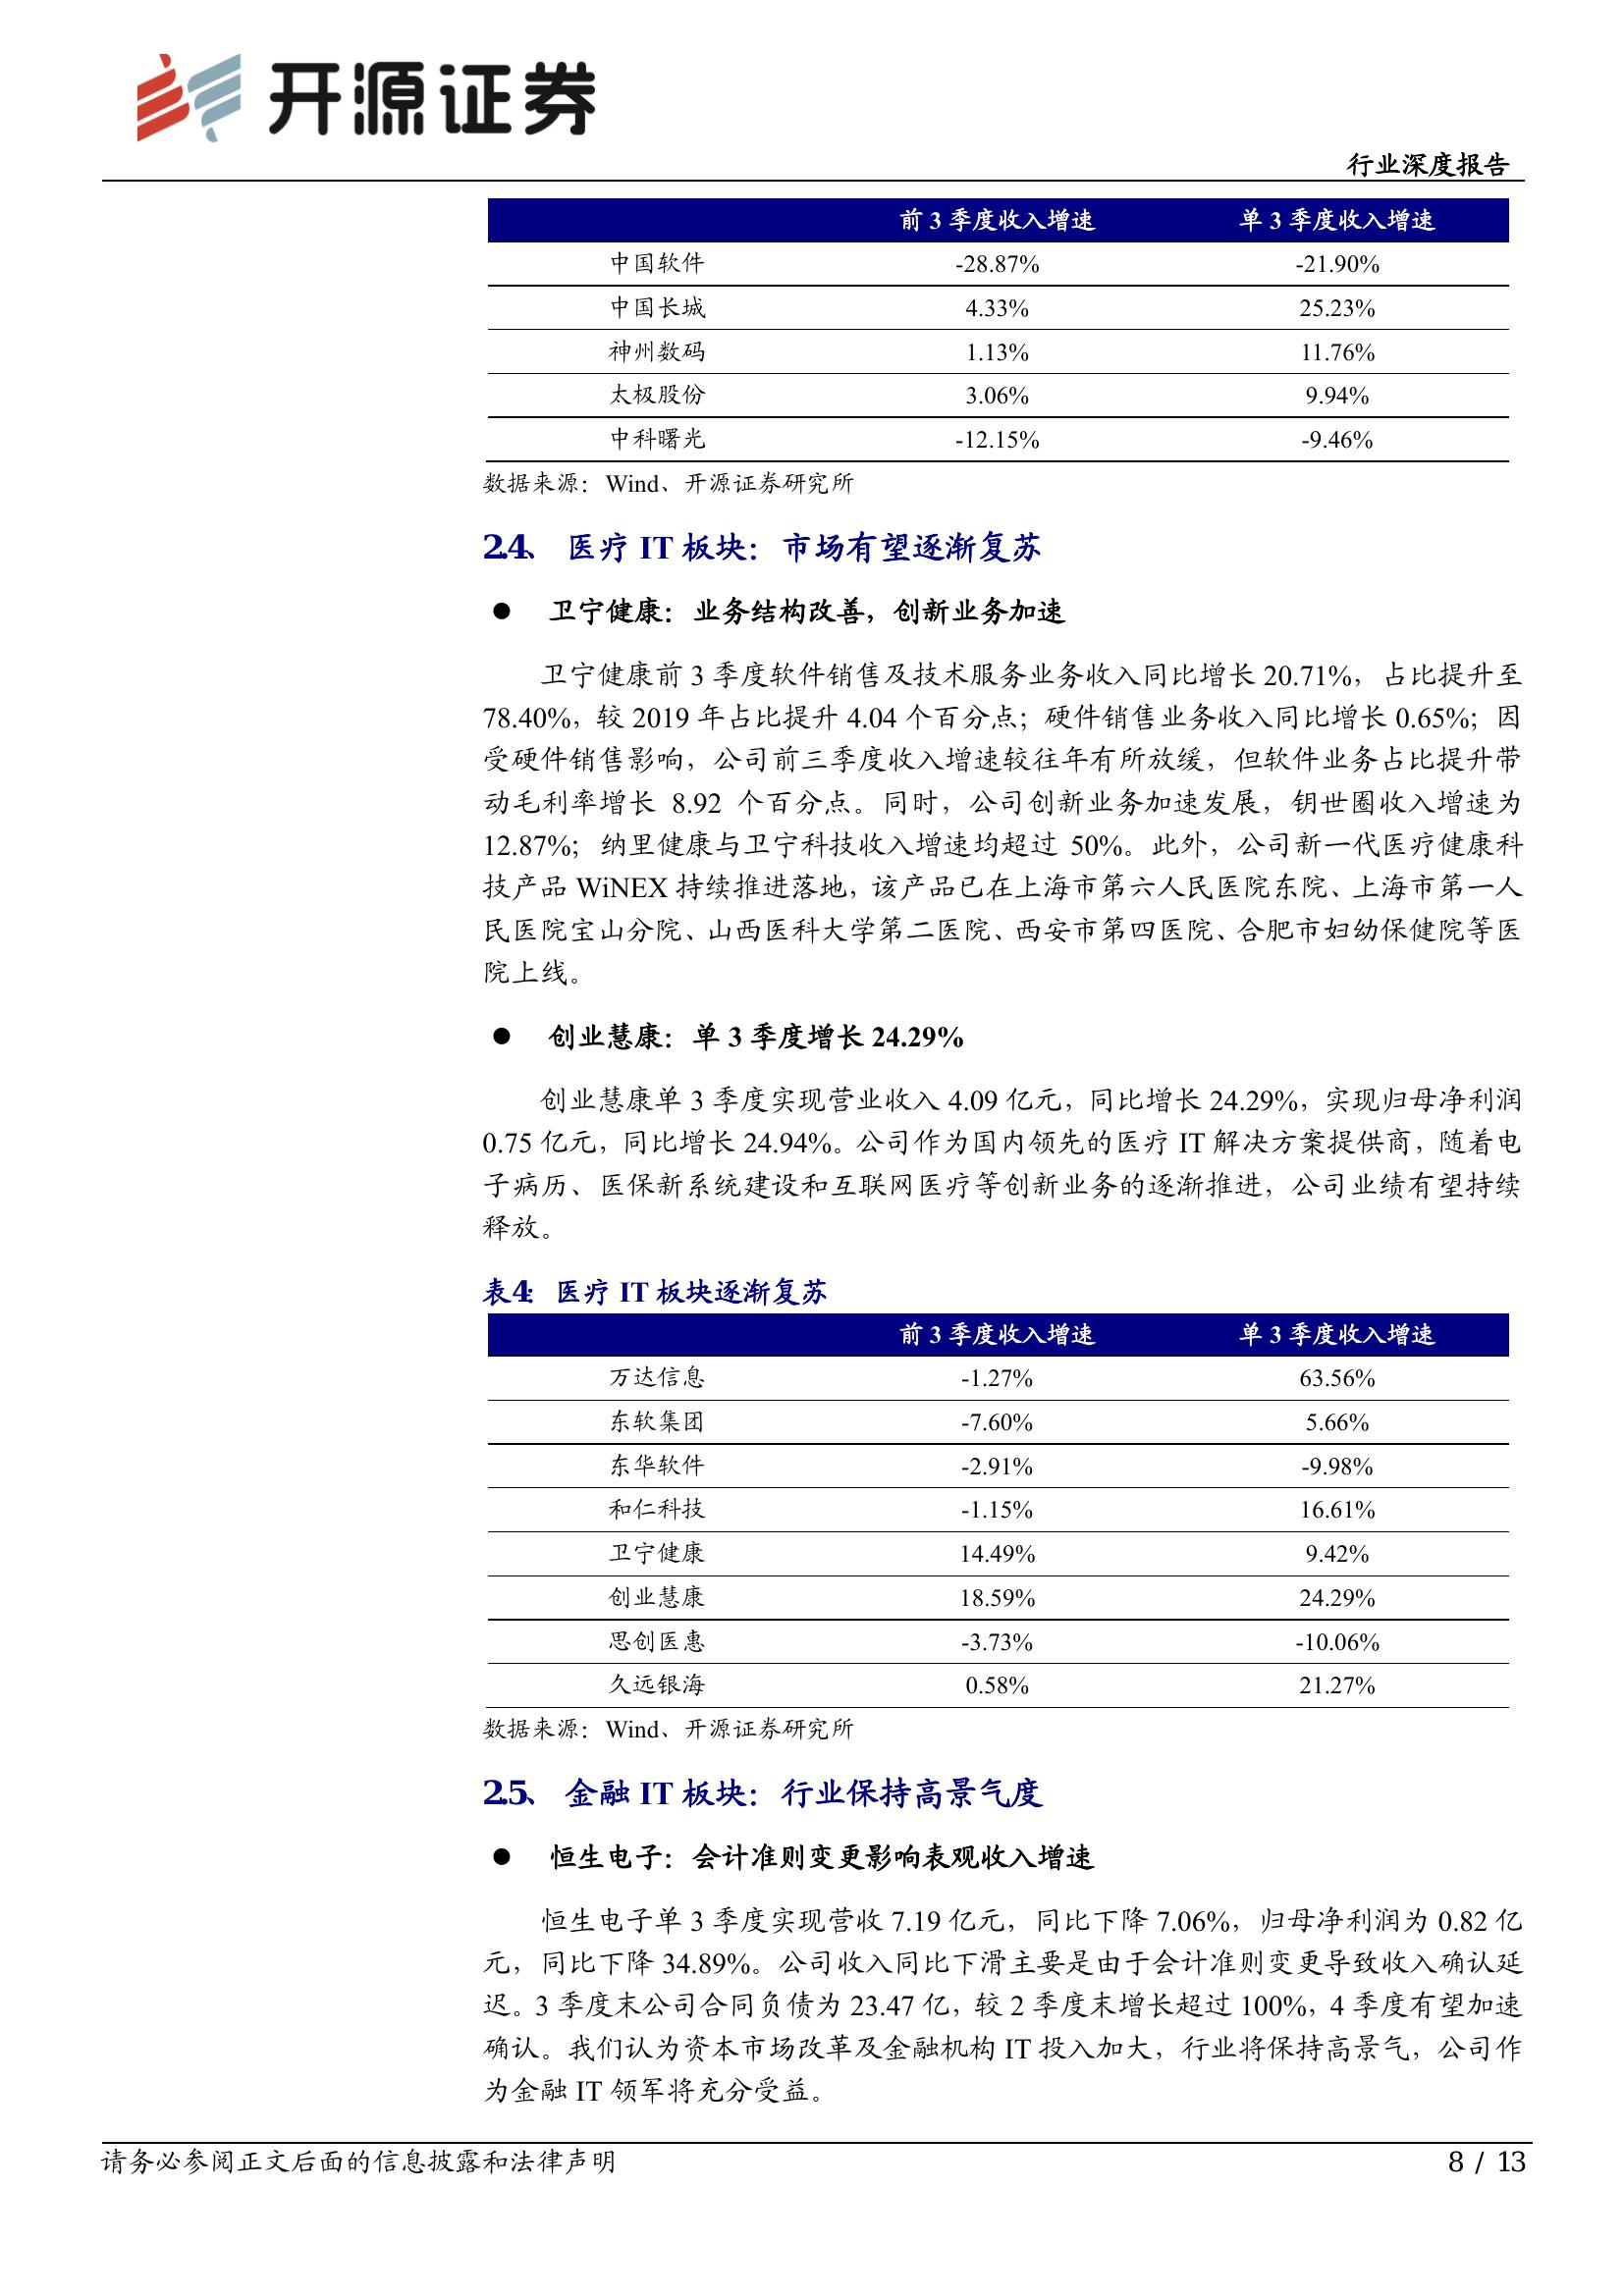 开源证券
行业深度报告
前 3 季度收入增速 单 3 季度收入增速
中国软件 -28.87% -21.90%
中国长城 4.33% 25.23%
神州数码 1.13% 11.76%
太极股份 3.06% 9.94%
中科曙光 -12.15% -9.46%
数据来源：Wind、开源证券研究所
2.4、 医疗 IT 板块：市场有望逐渐复苏
● 卫宁健康：业务结构改善，创新业务加速
卫宁健康前 3 季度软件销售及技术服务业务收入同比增长 20.71%，占比提升至
78.40%，较 2019 年占比提升 4.04 个百分点；硬件销售业务收入同比增长 0.65%；因
受硬件销售影响，公司前三季度收入增速较往年有所放缓，但软件业务占比提升带
动毛利率增长 8.92 个百分点。同时，公司创新业务加速发展，钥世圈收入增速为
12.87%；纳里健康与卫宁科技收入增速均超过 50%。此外，公司新一代医疗健康科
技产品 WiNEX 持续推进落地，该产品已在上海市第六人民医院东院、上海市第一人
民医院宝山分院、山西医科大学第二医院、西安市第四医院、合肥市妇幼保健院等医
院上线。
● 创业慧康：单 3 季度增长 24.29%
创业慧康单 3 季度实现营业收入 4.09 亿元，同比增长 24.29%，实现归母净利润
0.75 亿元，同比增长 24.94%。公司作为国内领先的医疗 IT 解决方案提供商，随着电
子病历、医保新系统建设和互联网医疗等创新业务的逐渐推进，公司业绩有望持续
释放。
表4： 医疗 IT 板块逐渐复苏
前 3 季度收入增速 单 3 季度收入增速
万达信息 -1.27% 63.56%
东软集团 -7.60% 5.66%
东华软件 -2.91% -9.98%
和仁科技 -1.15% 16.61%
卫宁健康 14.49% 9.42%
创业慧康 18.59% 24.29%
思创医惠 -3.73% -10.06%
久远银海 0.58% 21.27%
数据来源：Wind、开源证券研究所
2.5、 金融 IT 板块：行业保持高景气度
● 恒生电子：会计准则变更影响表观收入增速
恒生电子单 3 季度实现营收 7.19 亿元，同比下降 7.06%，归母净利润为 0.82 亿
元，同比下降 34.89%。公司收入同比下滑主要是由于会计准则变更导致收入确认延
迟。3 季度末公司合同负债为 23.47 亿，较 2 季度末增长超过 100%，4 季度有望加速
确认。我们认为资本市场改革及金融机构 IT 投入加大，行业将保持高景气，公司作
为金融 IT 领军将充分受益。
请务必参阅正文后面的信息披露和法律声明 8 / 13